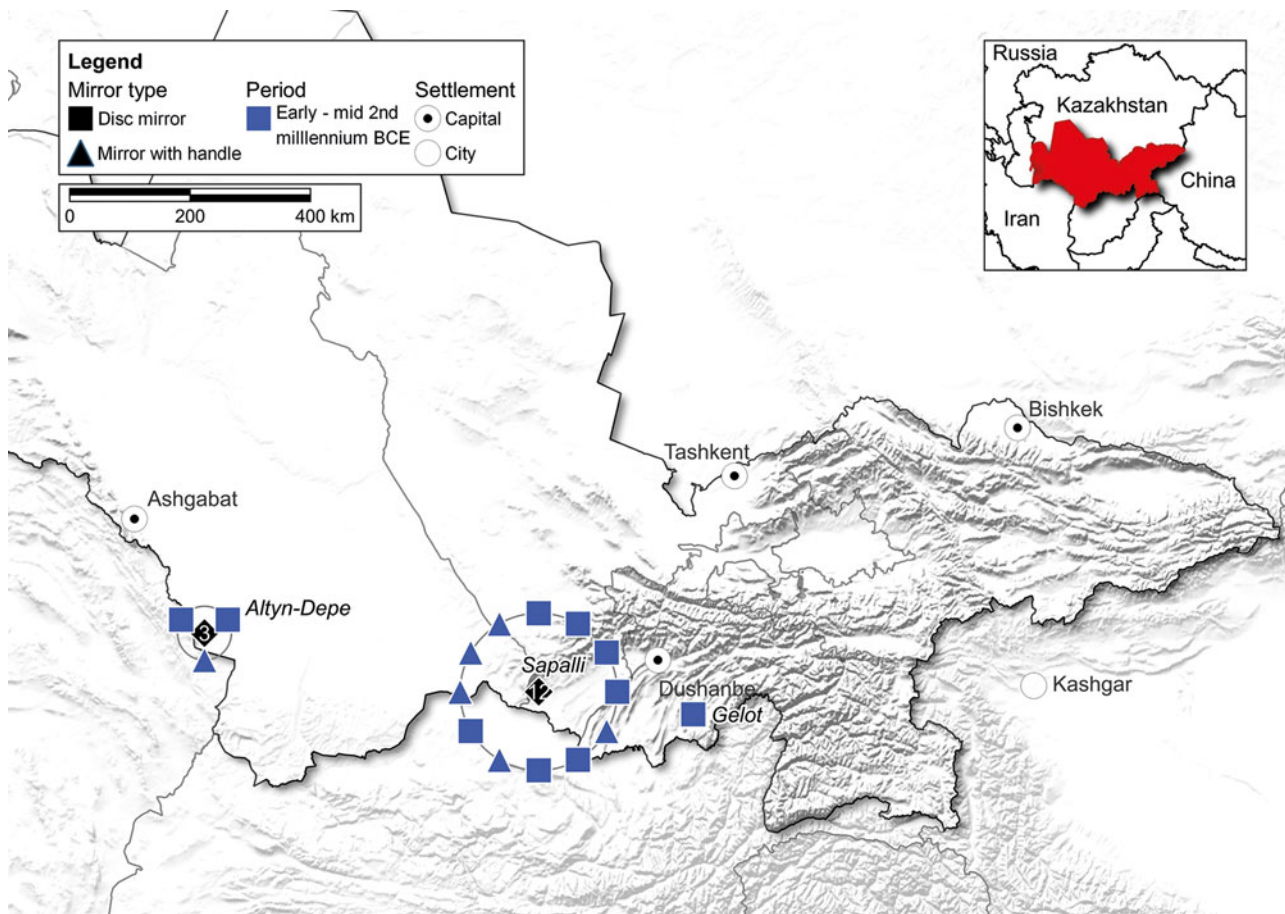 Legend
Mirror type
Disc mirror
Mirror with handle
Period
Early - mid 2nd
milllennium BCE
Settlement
Capital
City
0 200 400 km
Russia
Kazakhstan
China
Iran
Bishkek
Tashkent
Ashgabat
Altyn-Depe
3
Sapalli
12
Dushanbe
Gelot
Kashgar